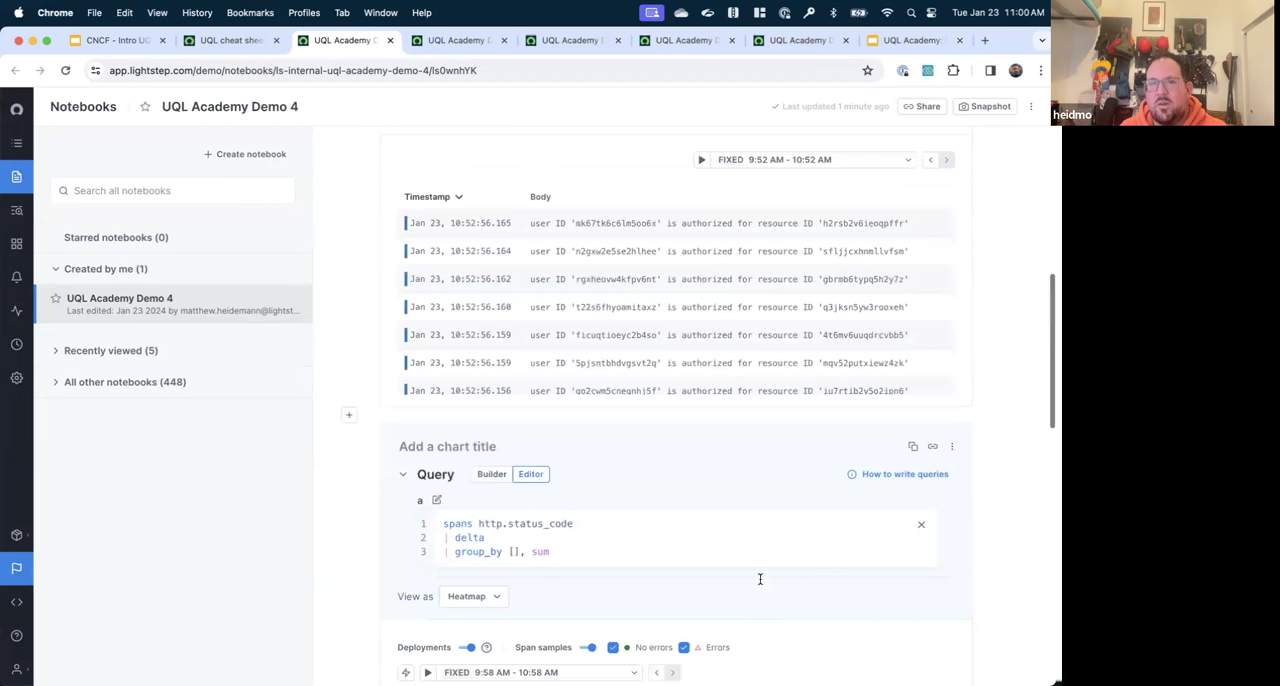 Chrome File Edit View History Bookmarks Profiles Tab Window Help Tue Jan 23 11:00 AM
CNCF - Intro UQ UQL cheat shee UQL Academy D UQL Academy D UQL Academy D UQL Academy D UQL Academy D UQL Academy:
app.lightstep.com/demo/notebooks/ls-internal-uql-academy-demo-4/ls0wnhYK
Notebooks UQL Academy Demo 4 Last updated 1 minute ago Share Snapshot
heidmo
Create notebook
Search all notebooks
Starred notebooks (0)
Created by me (1)
UQL Academy Demo 4
Last edited: Jan 23 2024 by matthew.heidemann@lightst...
Recently viewed (5)
All other notebooks (448)
FIXED 9:52 AM - 10:52 AM
Timestamp Body
Jan 23, 10:52:56.165 user ID 'mk67tk6c6lm5oo6x' is authorized for resource ID 'h2rsb2v6ieoqpffr'
Jan 23, 10:52:56.164 user ID 'n2gxw2e5se2hlhee' is authorized for resource ID 'sfljjcxhnmllvfsm'
Jan 23, 10:52:56.162 user ID 'rgxheovw4kfpv6nt' is authorized for resource ID 'gbrmb6typq5h2y7z'
Jan 23, 10:52:56.160 user ID 't22s6fhyoamitaxz' is authorized for resource ID 'q3jksn5yw3rooxeh'
Jan 23, 10:52:56.159 user ID 'ficuqtioeyc2b4so' is authorized for resource ID '4t6mv6uuqdrcvbb5'
Jan 23, 10:52:56.159 user ID '5pjsntbhdvgsvt2q' is authorized for resource ID 'mqv52putxiewz4zk'
Jan 23, 10:52:56.156 user ID 'qo2cwm5cneqnhj5f' is authorized for resource ID 'iu7rtib2y5o2ipn6'
Add a chart title
Query Builder Editor How to write queries
a
1 spans http.status_code
2 | delta
3 | group_by [], sum
View as Heatmap
Deployments Span samples No errors Errors
FIXED 9:58 AM - 10:58 AM